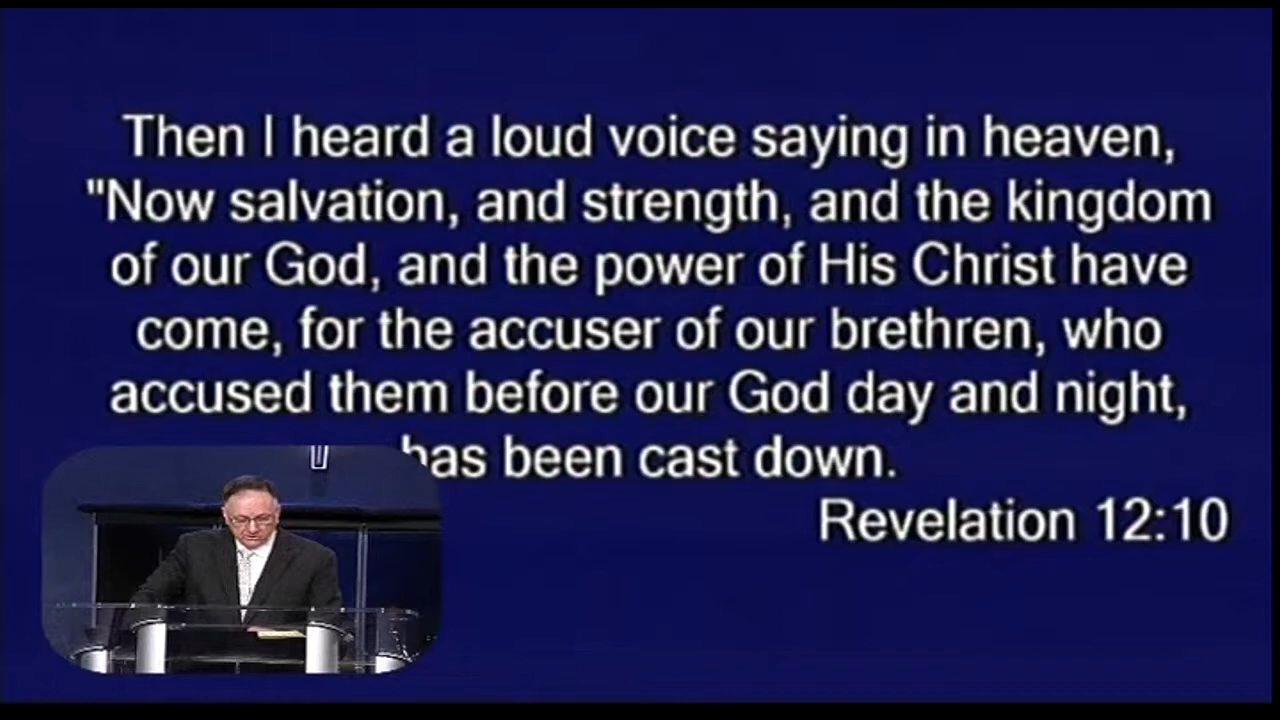 Then I heard a loud voice saying in heaven,
"Now salvation, and strength, and the kingdom
of our God, and the power of His Christ have
come, for the accuser of our brethren, who
accused them before our God day and night,
has been cast down.
Revelation 12:10